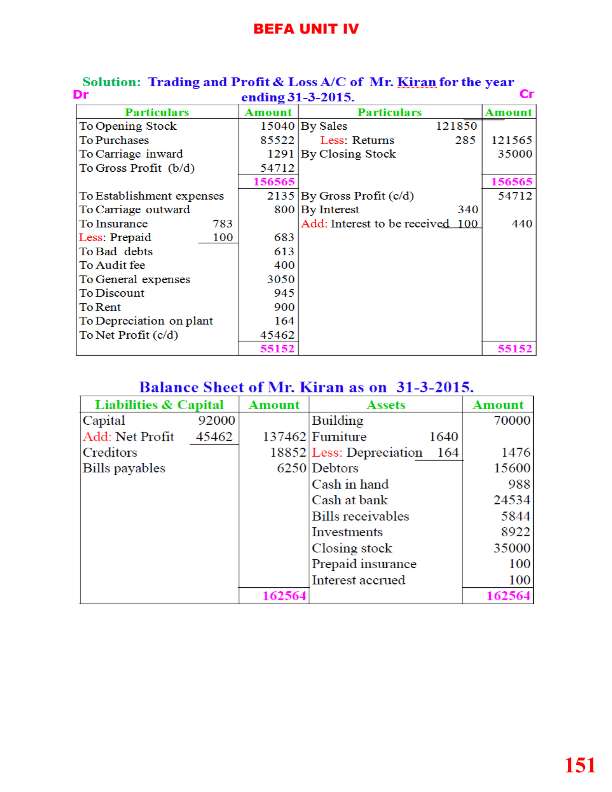 BEFA UNIT IV
Solution: Trading and Profit & Loss A/C of Mr. Kiran for the year
Dr ending 31-3-2015. Cr
Particulars Amount Particulars Amount
To Opening Stock 15040 By Sales 121850
To Purchases 85522 Less: Returns 285 121565
To Carriage inward 1291 By Closing Stock 35000
To Gross Profit (b/d) 54712
156565 156565
To Establishment expenses 2135 By Gross Profit (c/d) 54712
To Carriage outward 800 By Interest 340
To Insurance 783 Add: Interest to be received 100 440
Less: Prepaid 100 683
To Bad debts 613
To Audit fee 400
To General expenses 3050
To Discount 945
To Rent 900
To Depreciation on plant 164
To Net Profit (c/d) 45462
55152 55152
Balance Sheet of Mr. Kiran as on 31-3-2015.
Liabilities & Capital Amount Assets Amount
Capital 92000 Building 70000
Add: Net Profit 45462 137462 Furniture 1640
Creditors 18852 Less: Depreciation 164 1476
Bills payables 6250 Debtors 15600
Cash in hand 988
Cash at bank 24534
Bills receivables 5844
Investments 8922
Closing stock 35000
Prepaid insurance 100
Interest accrued 100
162564 162564
151